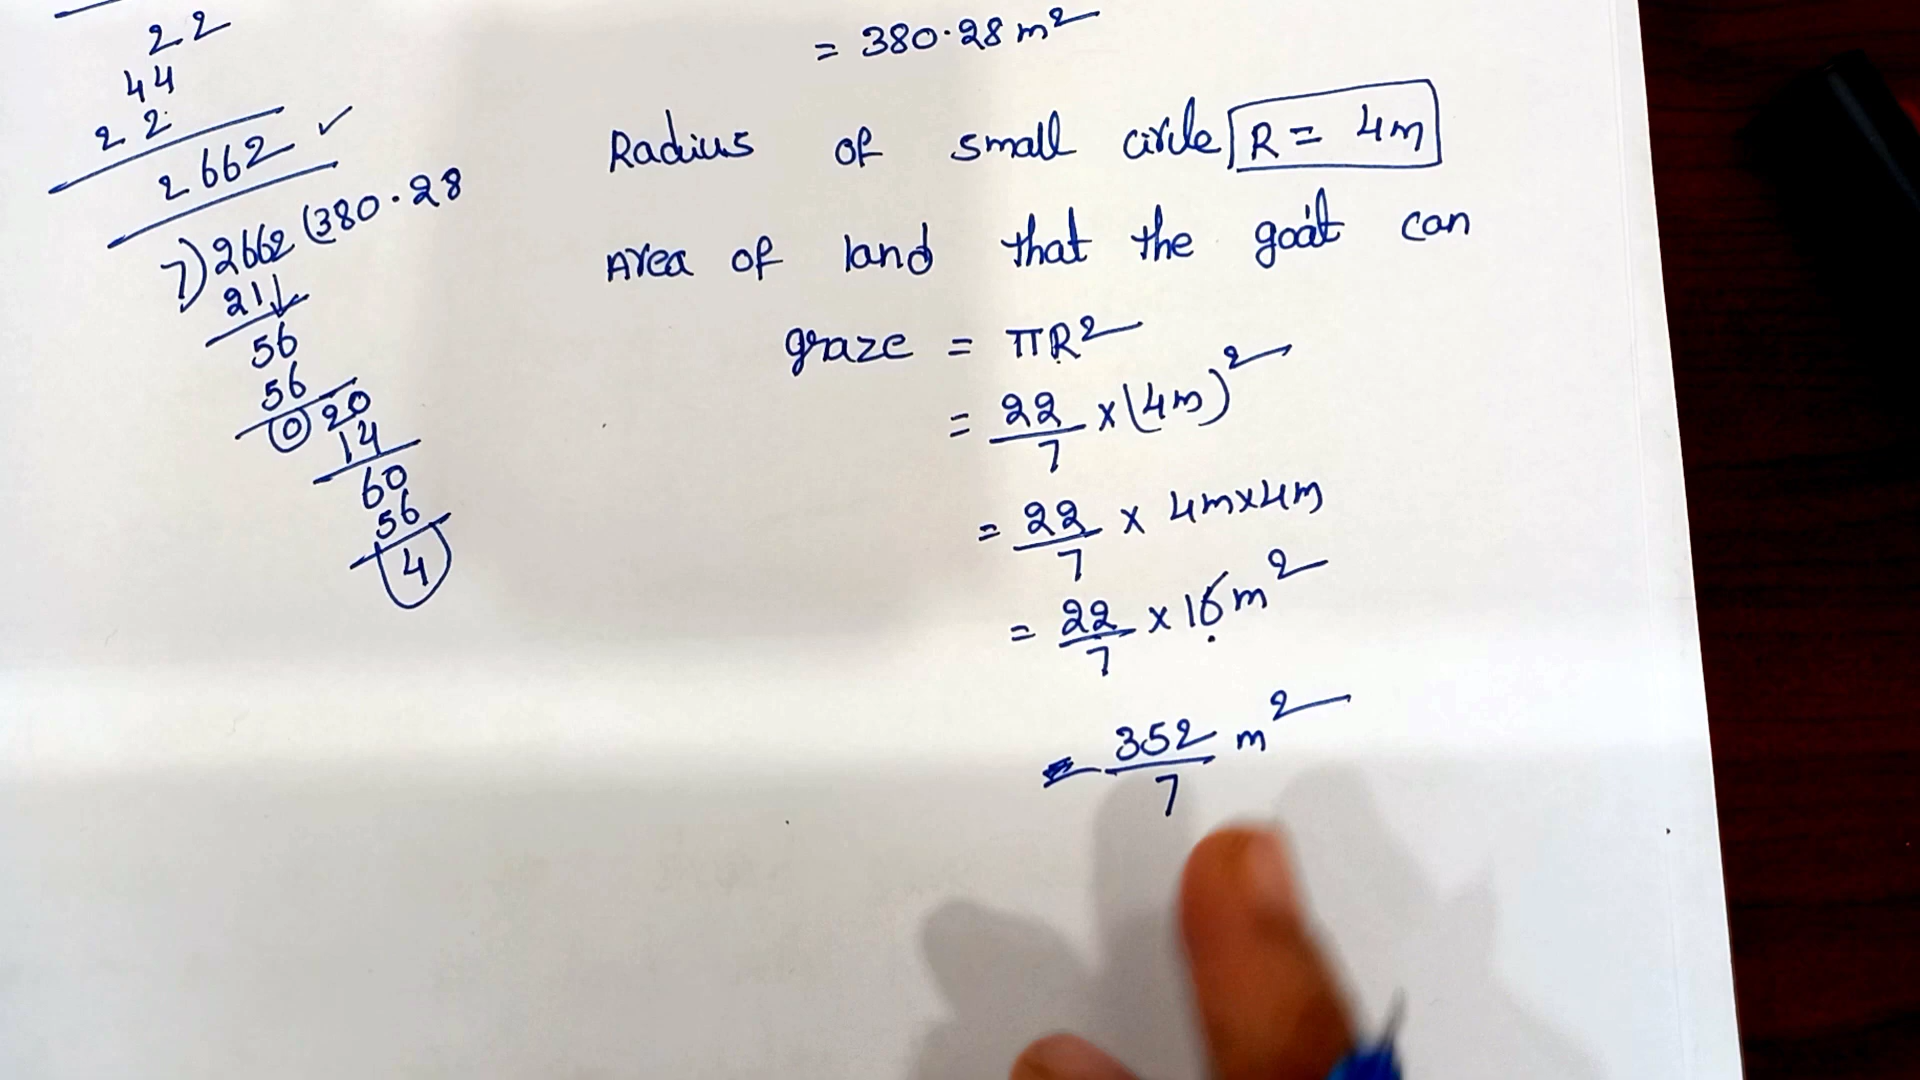 22
44
22
2662 ✓
7)2662(380.28
21↓
56
56
0 20
14
60
56
4
= 380.28 m²
Radius of small circle R = 4m
Area of land that the goat can
graze = πR²
= 22/7 × (4m)²
= 22/7 × 4m×4m
= 22/7 × 16 m²
= 352/7 m²